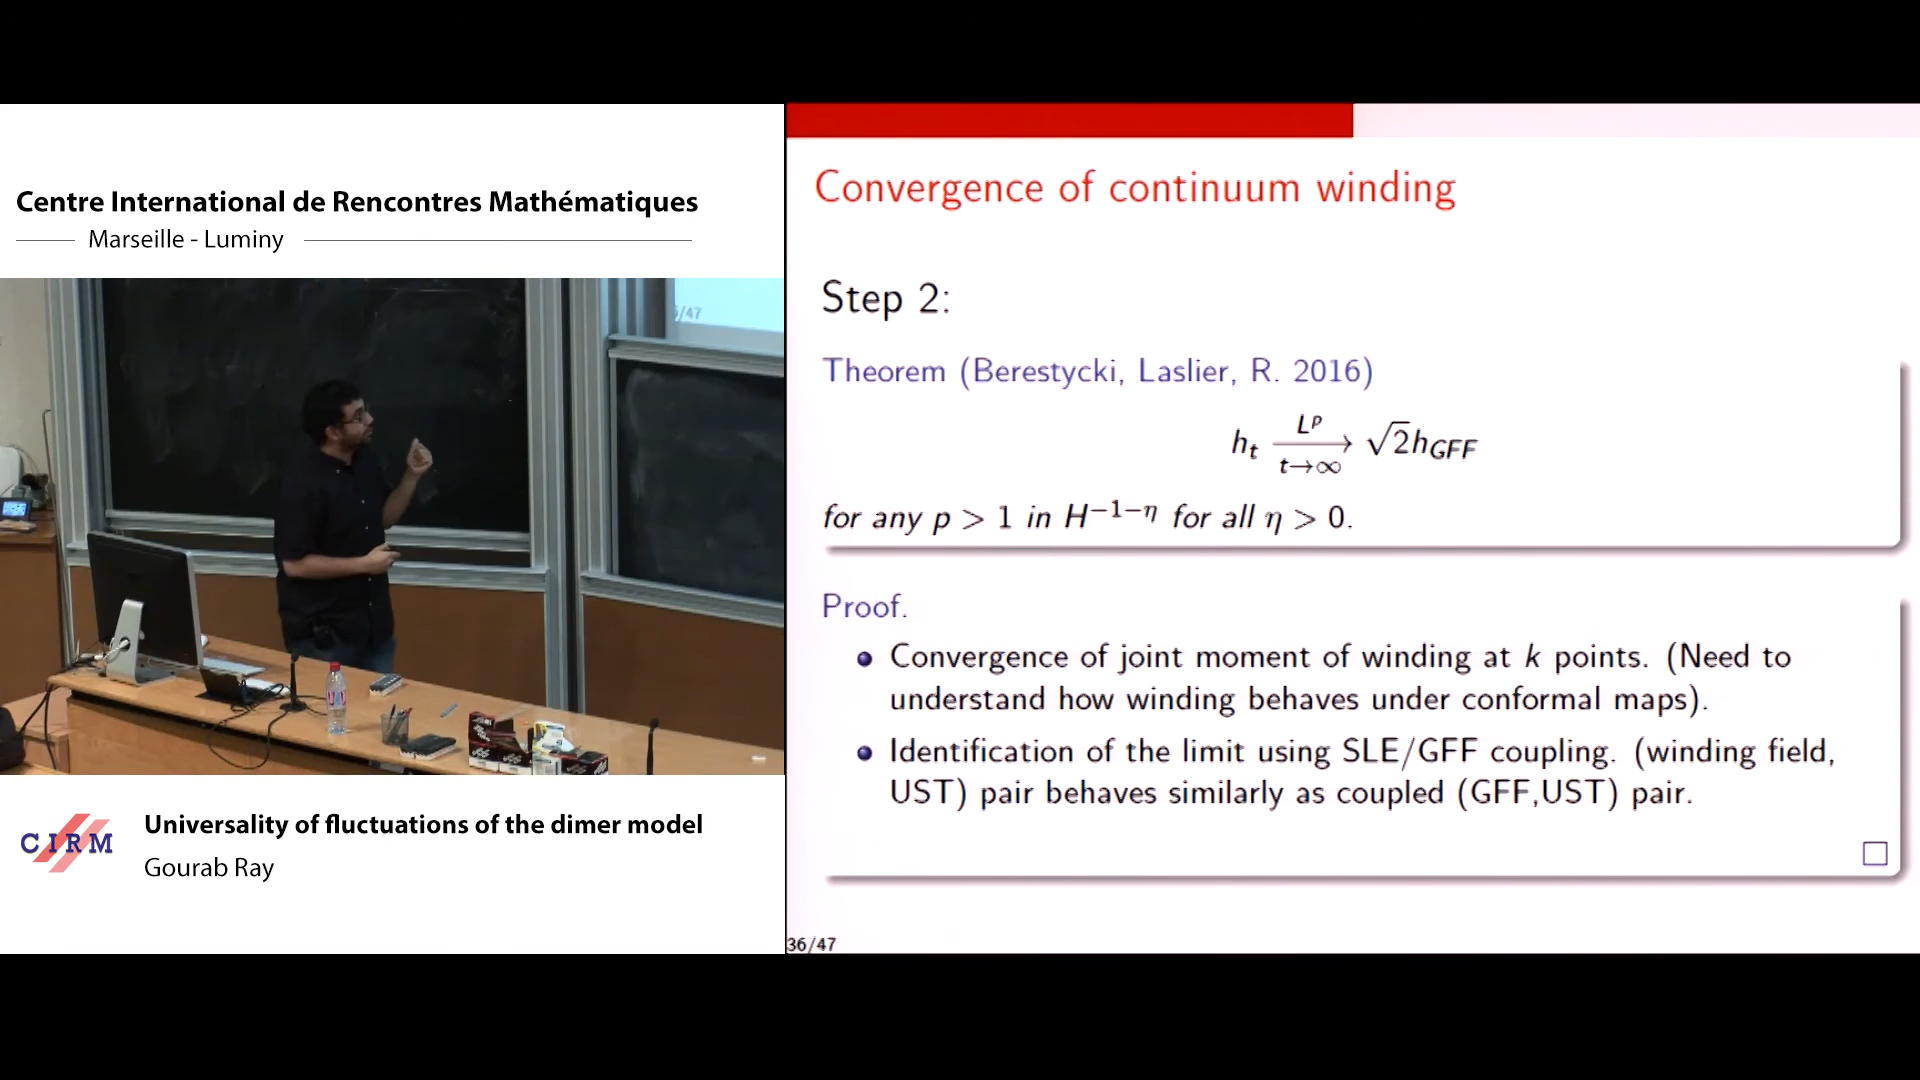 Centre International de Rencontres Mathématiques
Marseille - Luminy
6/47
CIRM
Universality of fluctuations of the dimer model
Gourab Ray
Convergence of continuum winding
Step 2:
Theorem (Berestycki, Laslier, R. 2016)
h_t \xrightarrow[t→∞]{L^p} √2h_{GFF}
for any p > 1 in H^{-1-η} for all η > 0.
Proof.
Convergence of joint moment of winding at k points. (Need to
understand how winding behaves under conformal maps).
Identification of the limit using SLE/GFF coupling. (winding field,
UST) pair behaves similarly as coupled (GFF,UST) pair.
36/47